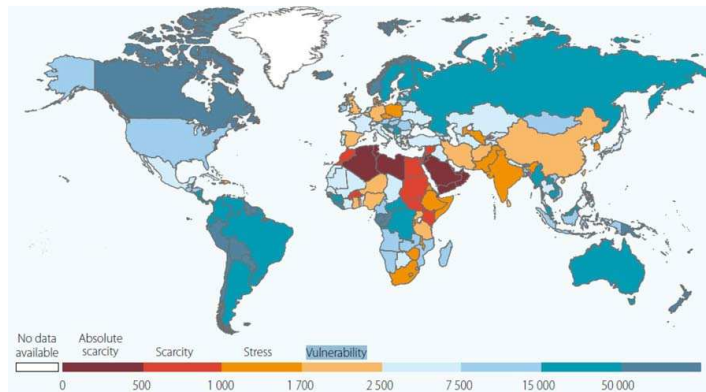 No data available
Absolute scarcity
Scarcity
Stress
Vulnerability
0
500
1 000
1 700
2 500
7 500
15 000
50 000